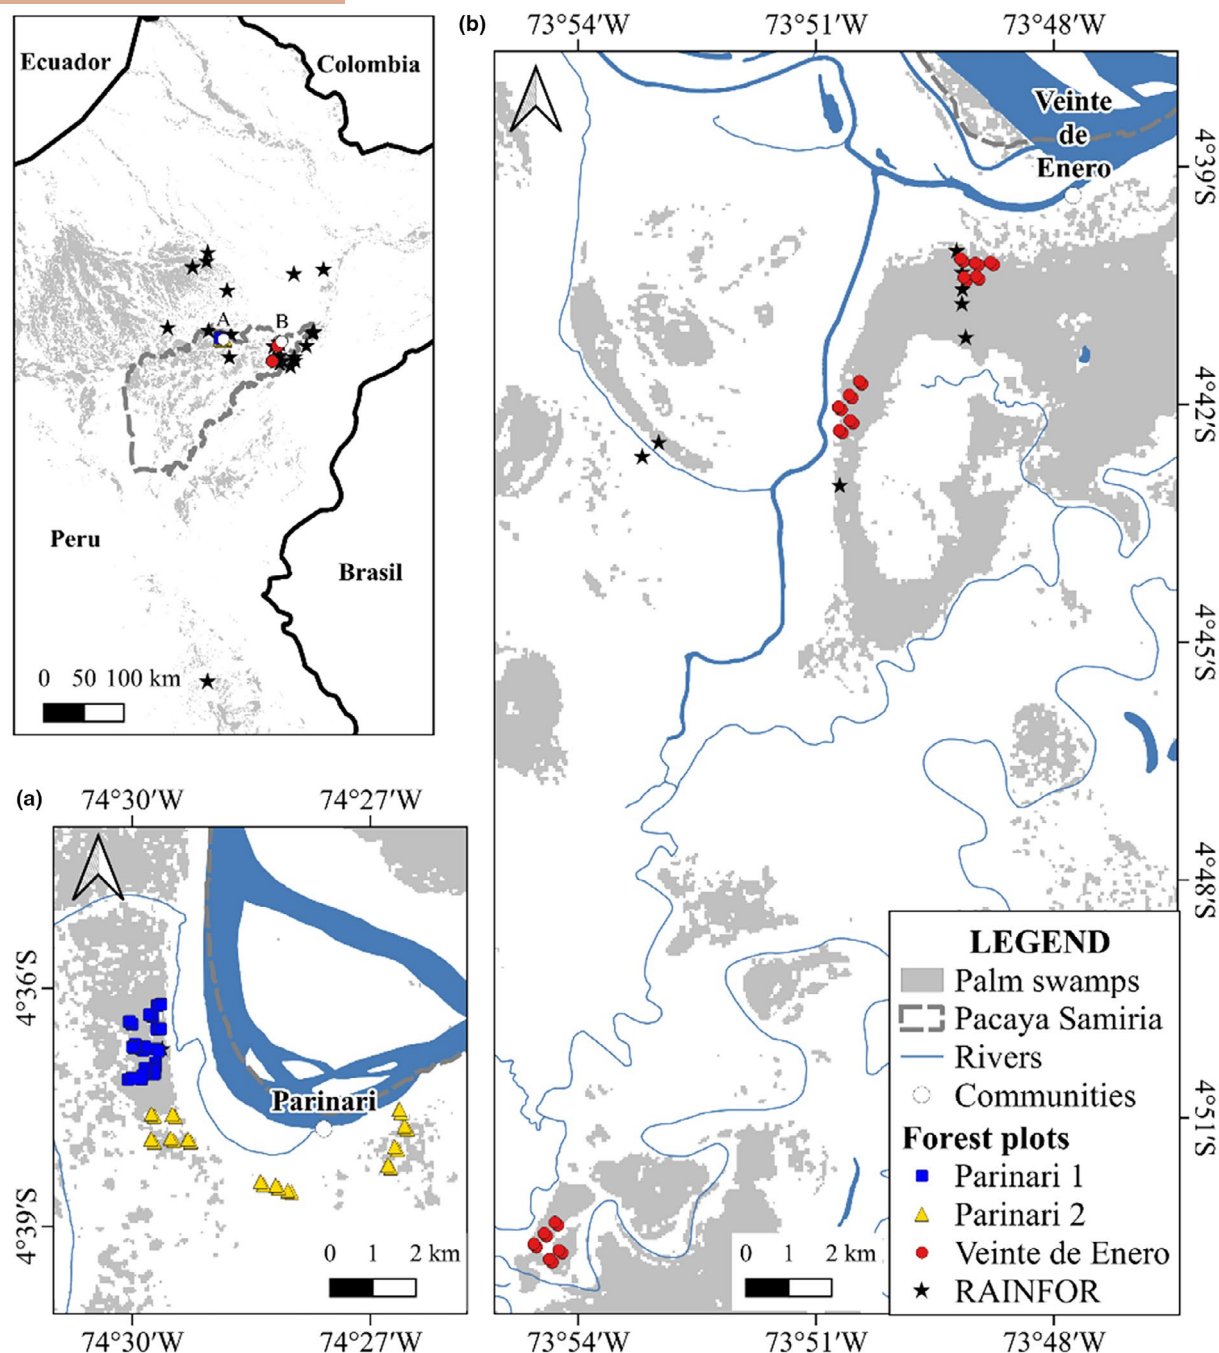 Ecuador
Colombia
A
B
Peru
Brasil
0 50 100 km
(a)
74°30′W 74°27′W
4°36′S
4°39′S
Parinari
0 1 2 km
74°30′W 74°27′W
(b)
73°54′W 73°51′W 73°48′W
Veinte
de
Enero
4°39′S
4°42′S
4°45′S
4°48′S
4°51′S
0 1 2 km
73°54′W 73°51′W 73°48′W
LEGEND
Palm swamps
Pacaya Samiria
Rivers
Communities
Forest plots
Parinari 1
Parinari 2
Veinte de Enero
RAINFOR